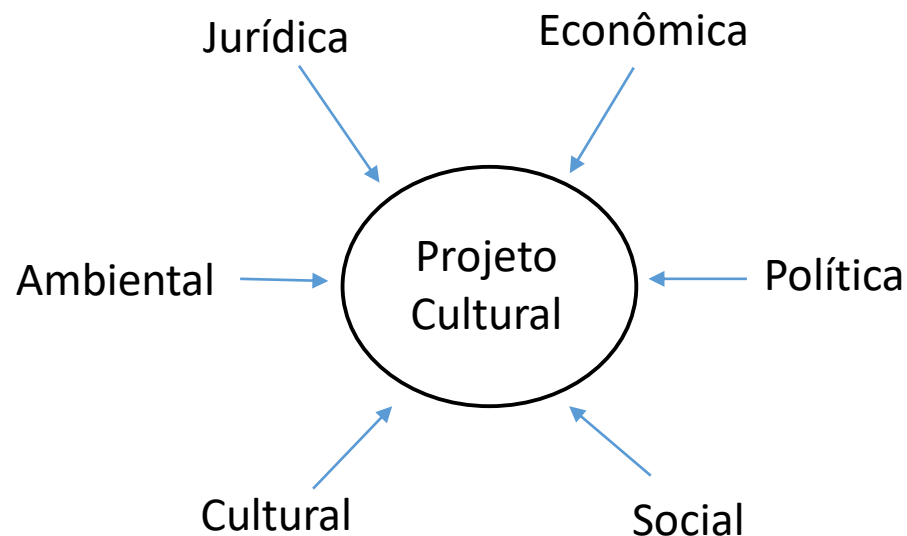 Jurídica
Econômica
Ambiental
Projeto
Cultural
Política
Cultural
Social